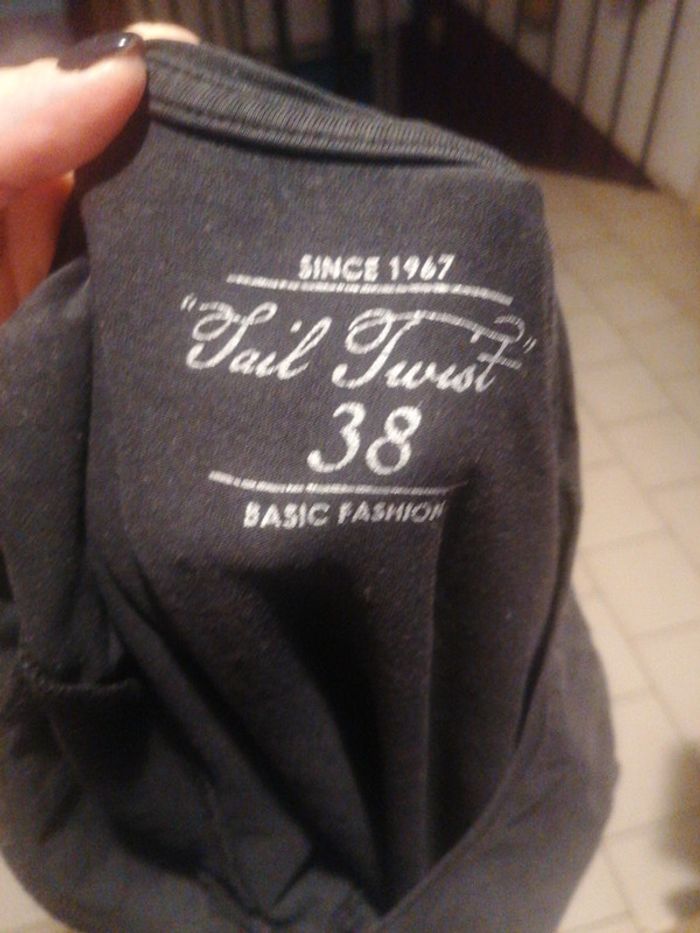 SINCE 1967
"Tail Twist"
38
BASIC FASHION